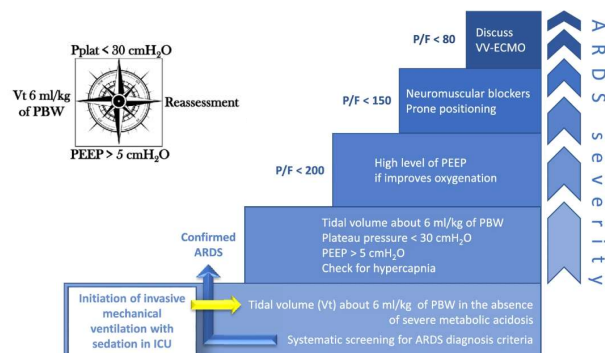 Pplat < 30 cmH₂O
Vt 6 ml/kg
of PBW
Reassessment
PEEP > 5 cmH₂O
P/F < 80
Discuss
VV-ECMO
P/F < 150
Neuromuscular blockers
Prone positioning
P/F < 200
High level of PEEP
if improves oxygenation
Confirmed
ARDS
Tidal volume about 6 ml/kg of PBW
Plateau pressure < 30 cmH₂O
PEEP > 5 cmH₂O
Check for hypercapnia
Initiation of invasive
mechanical
ventilation with
sedation in ICU
Tidal volume (Vt) about 6 ml/kg of PBW in the absence
of severe metabolic acidosis
Systematic screening for ARDS diagnosis criteria
ARDS severity